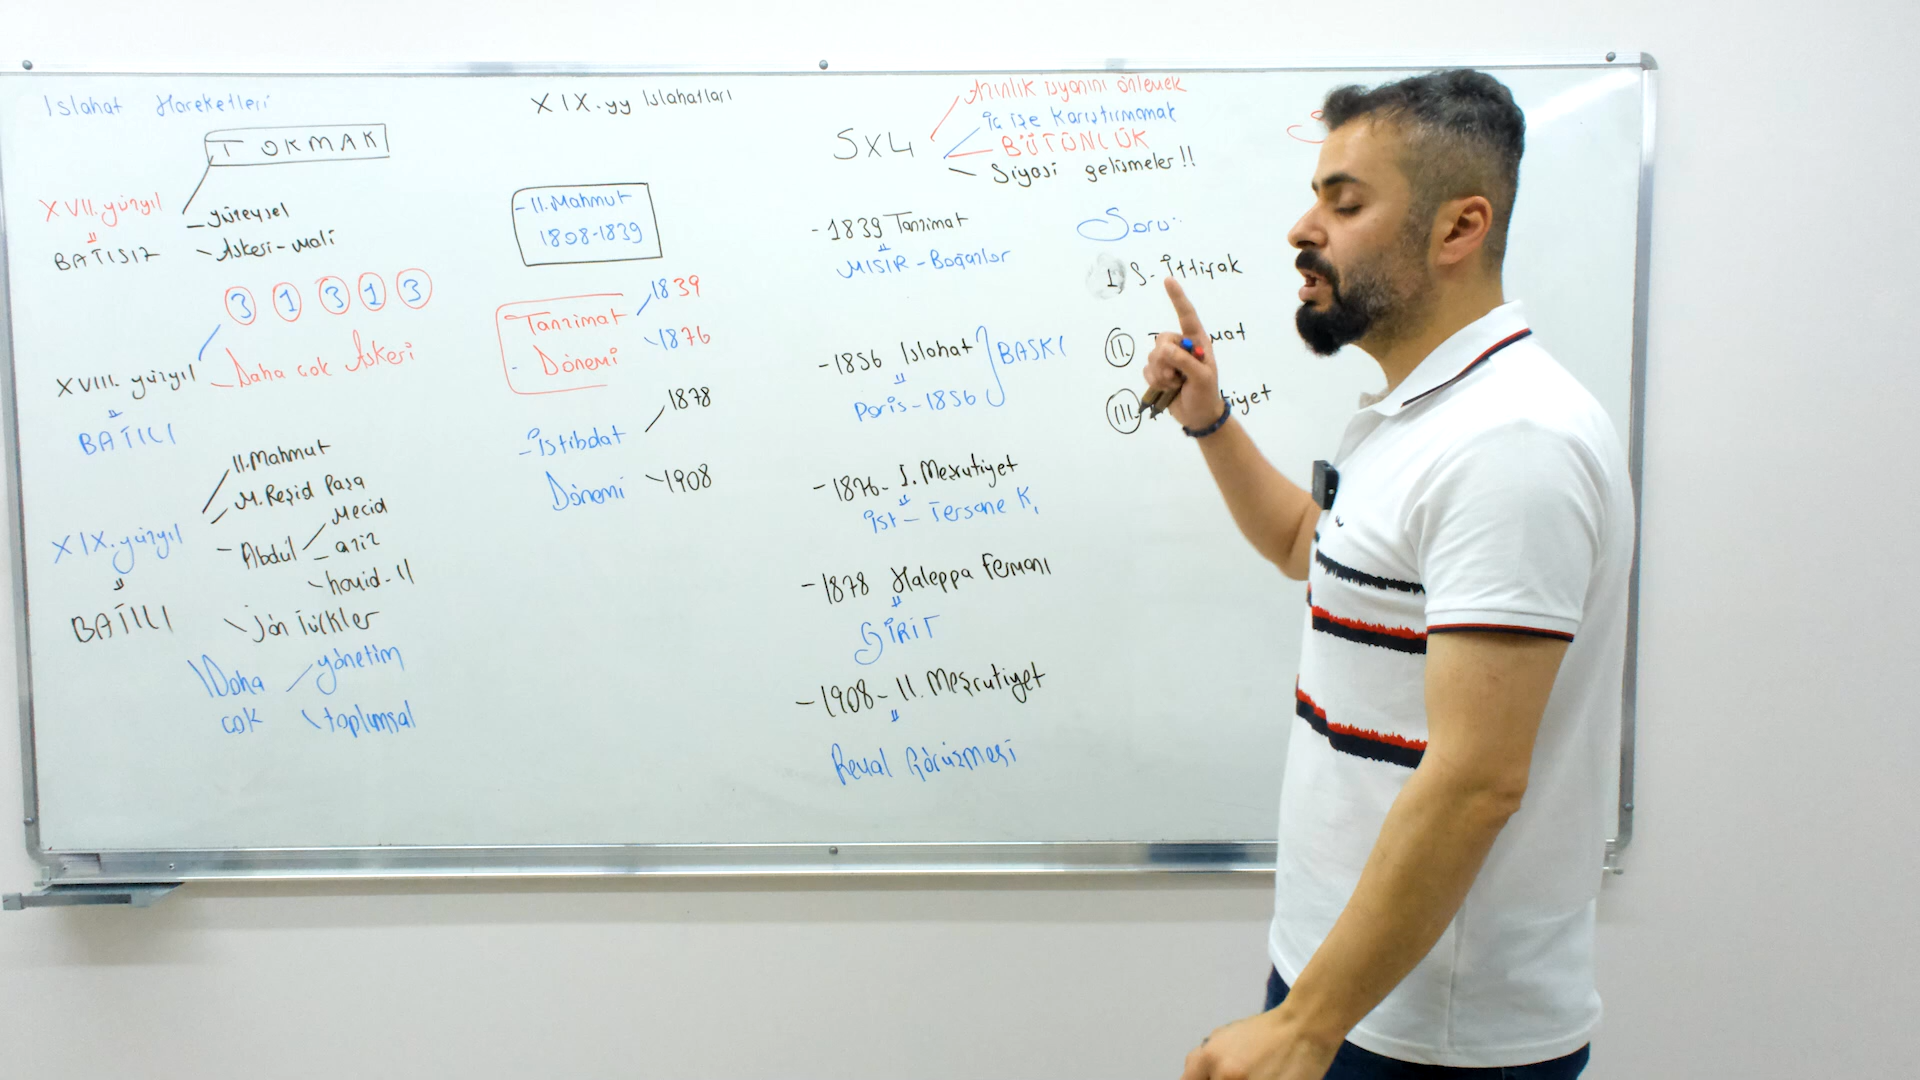 Islahat Hareketleri
TOKMAK
XVII. yüzyıl
BATISIZ
- yüzeysel
- Askeri - mali
3 1 3 1 3
XVIII. yüzyıl
- Daha çok Askeri
BATILI
XIX. yüzyıl
BATILI
II. Mahmut
M. Reşid Paşa
- Abdül
Mecid
- aziz
hamid - II
Jön Türkler
Daha çok
yönetim
toplumsal
XIX. yy Islahatları
- II. Mahmut
1808-1839
Tanzimat
- Dönemi
1839
1876
- İstibdat
Dönemi
1878
1908
5X4
Azınlık isyanını önlemek
iç işe karıştırmamak
BÜTÜNLÜK
Siyasi gelişmeler!!
- 1839 Tanzimat
MISIR - Boğazlar
- 1856 Islahat
Paris - 1856
BASKI
- 1876 - I. Meşrutiyet
İst - Tersane K.
- 1878 Haleppa Fermanı
GİRİT
- 1908 - II. Meşrutiyet
Reval Görüşmesi
Soru:
I. S. İttifak
II.
III.